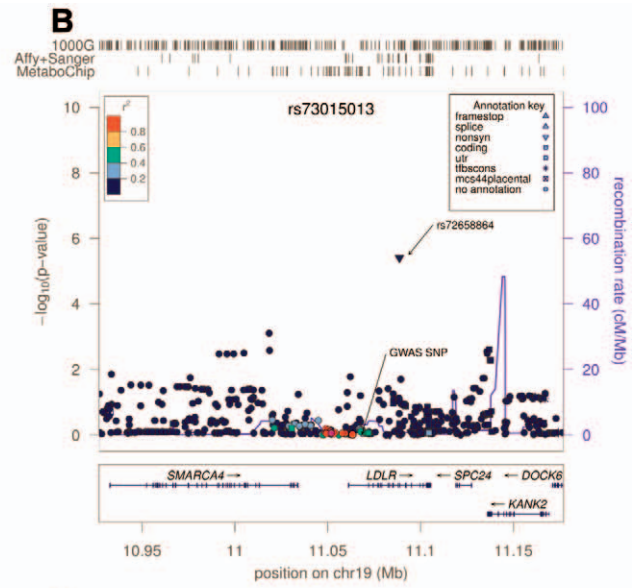 B
1000G
Affy+Sanger
MetaboChip
rs73015013
r²
0.8
0.6
0.4
0.2
Annotation key
framestop
splice
nonsyn
coding
utr
tfbscons
mcs44placental
no annotation
10
8
6
4
2
0
−log₁₀(p-value)
100
80
60
40
20
0
recombination rate (cM/Mb)
rs72658864
GWAS SNP
SMARCA4
LDLR
SPC24
DOCK6
KANK2
10.95
11
11.05
11.1
11.15
position on chr19 (Mb)